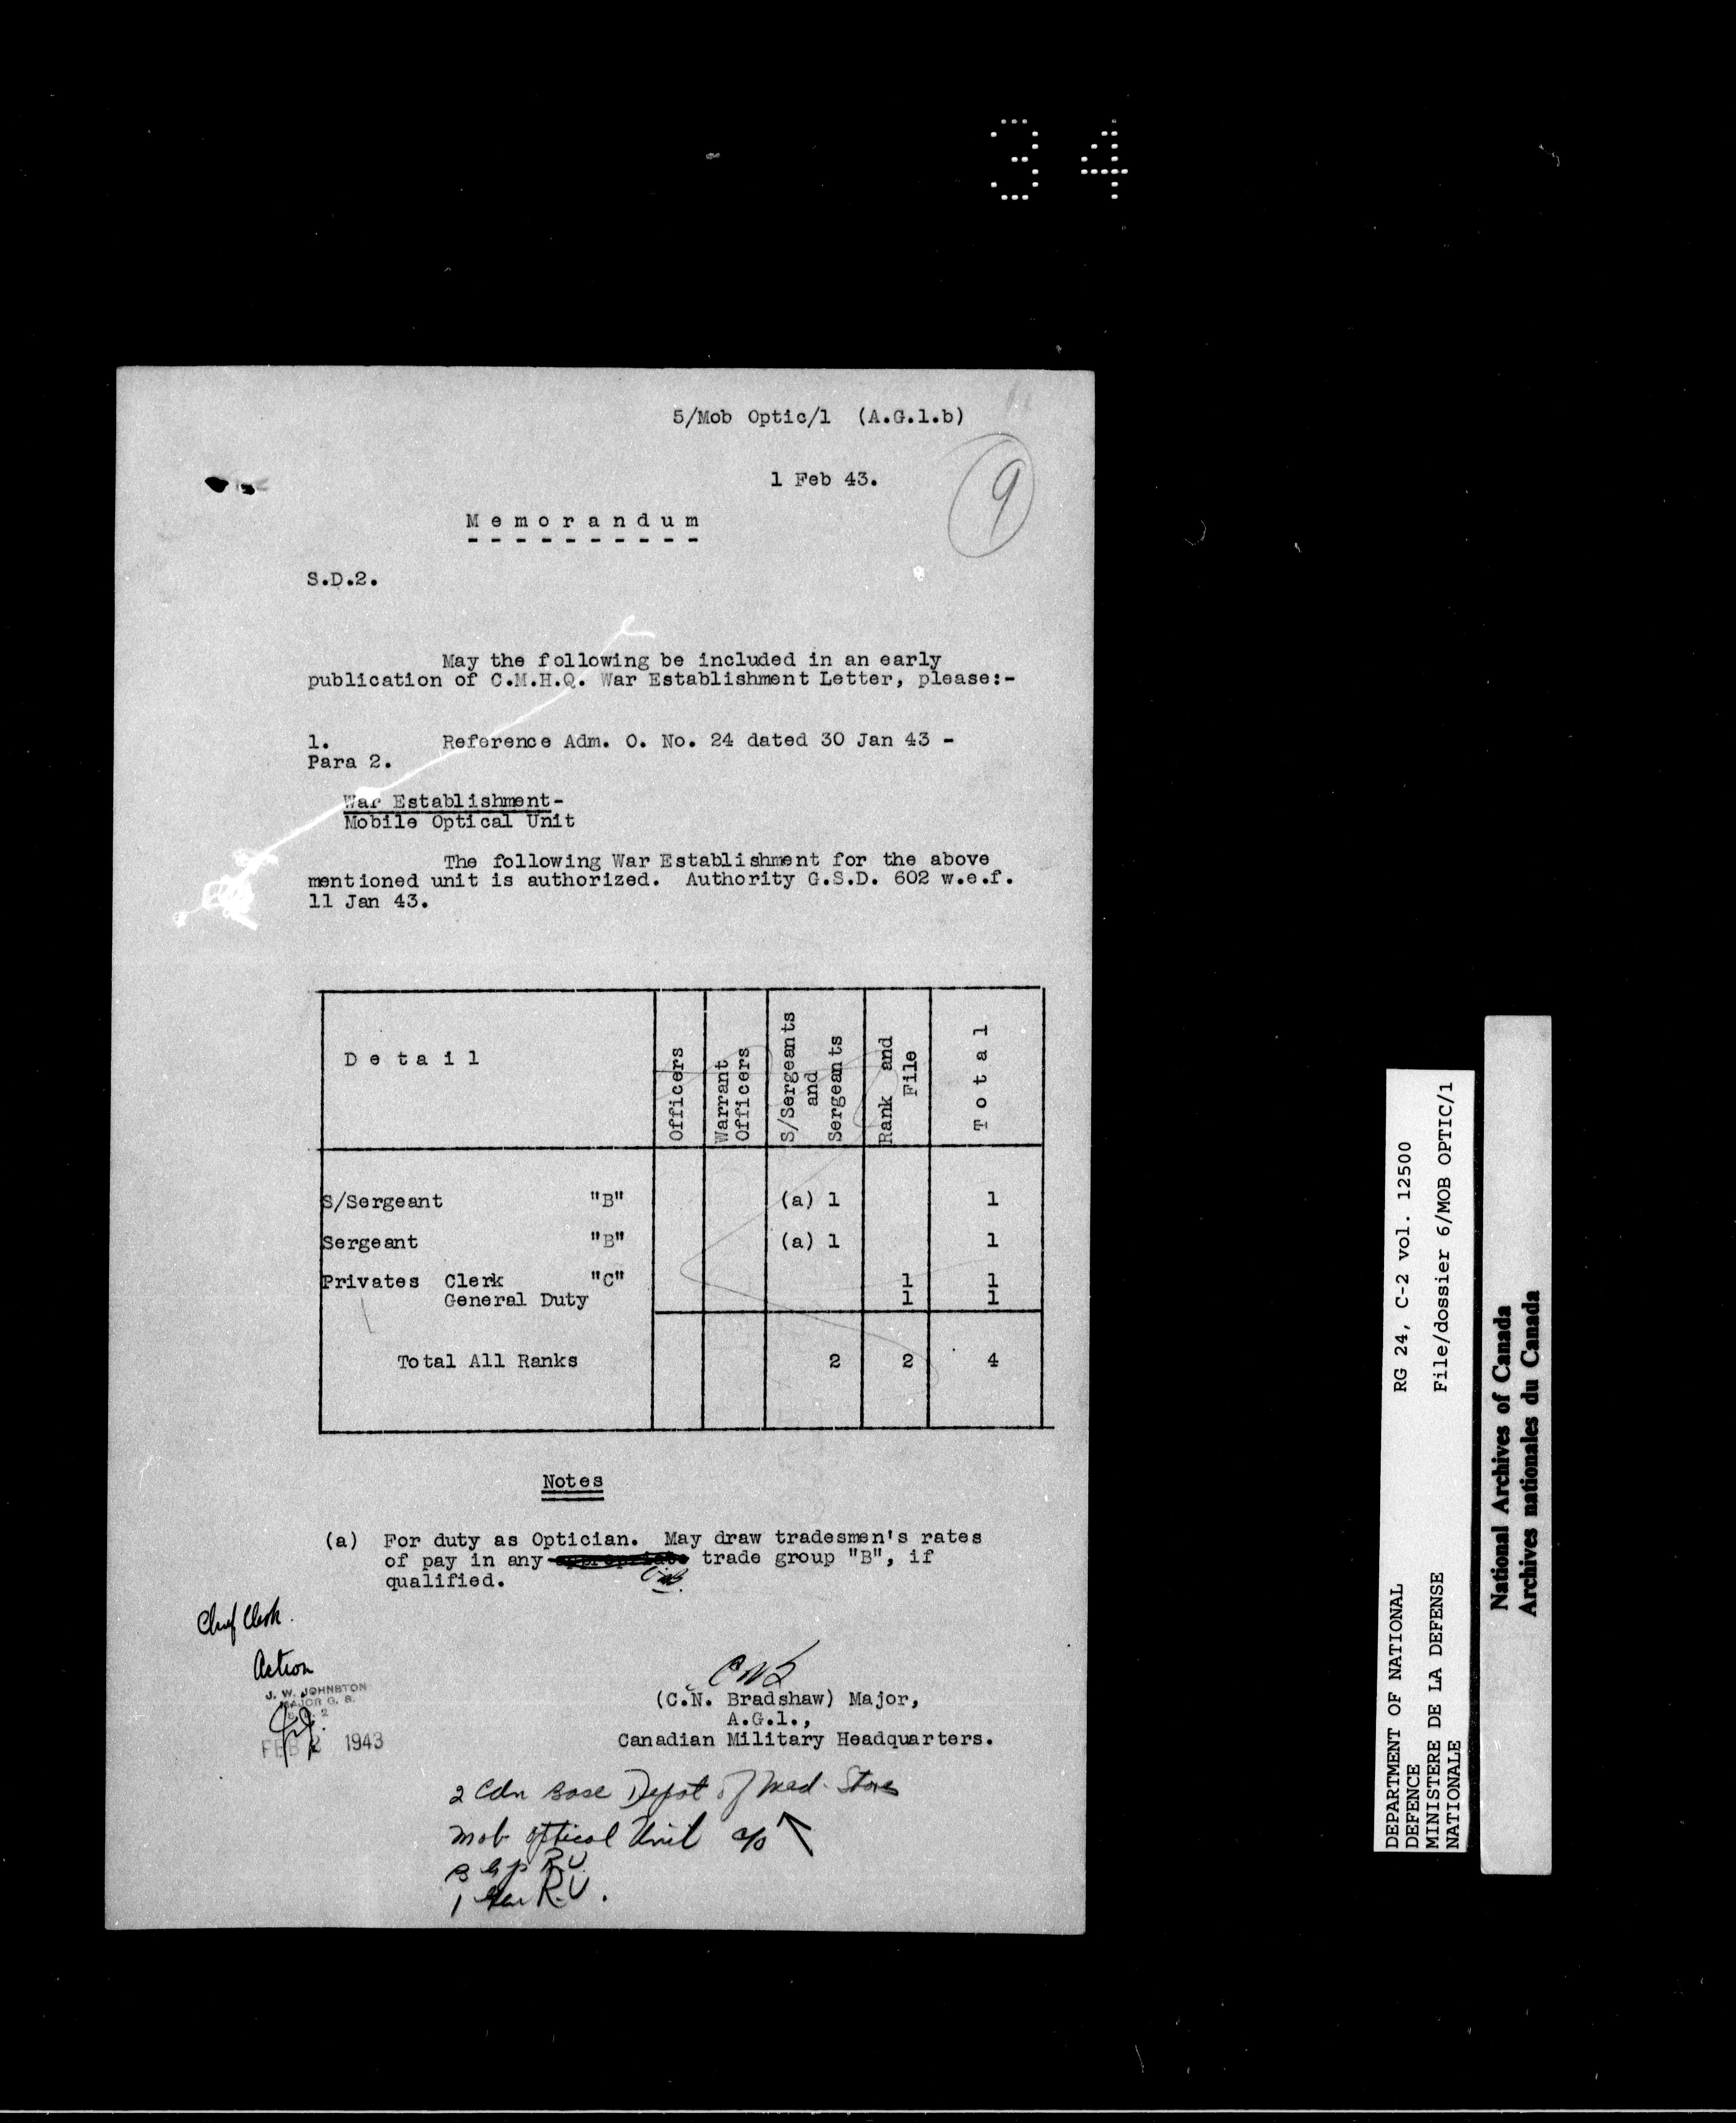 34
5/Mob Optic/1 (A.G.1.b)
1 Feb 43.
9
Memorandum
S.D.2.
May the following be included in an early
publication of C.M.H.Q. War Establishment Letter, please:-
1. Reference Adm. O. No. 24 dated 30 Jan 43 -
Para 2.
War Establishment-
Mobile Optical Unit
The following War Establishment for the above
mentioned unit is authorized. Authority G.S.D. 602 w.e.f.
11 Jan 43.
Detail Officers Warrant Officers S/Sergeants and Sergeants Rank and File Total
S/Sergeant "B" (a) 1 1
Sergeant "B" (a) 1 1
Privates Clerk "C" 1 1
General Duty 1 1
Total All Ranks 2 2 4
Notes
(a) For duty as Optician. May draw tradesmen's rates
of pay in any appropriate trade group "B", if
qualified.
Chief Clerk.
Action
J. W. JOHNSTON
MAJOR G. S.
FEB 2 1943
(C.N. Bradshaw) Major,
A.G.1.,
Canadian Military Headquarters.
2 Cdn Base Depot of Med. Stores
Mob Optical Unit
R.U.
1 R.U.
DEPARTMENT OF NATIONAL RG 24, C-2 vol. 12500
DEFENCE
MINISTERE DE LA DEFENSE File/dossier 6/MOB OPTIC/1
NATIONALE
National Archives of Canada
Archives nationales du Canada